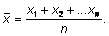 x̄ = (x₁ + x₂ + ...xₙ) / n.